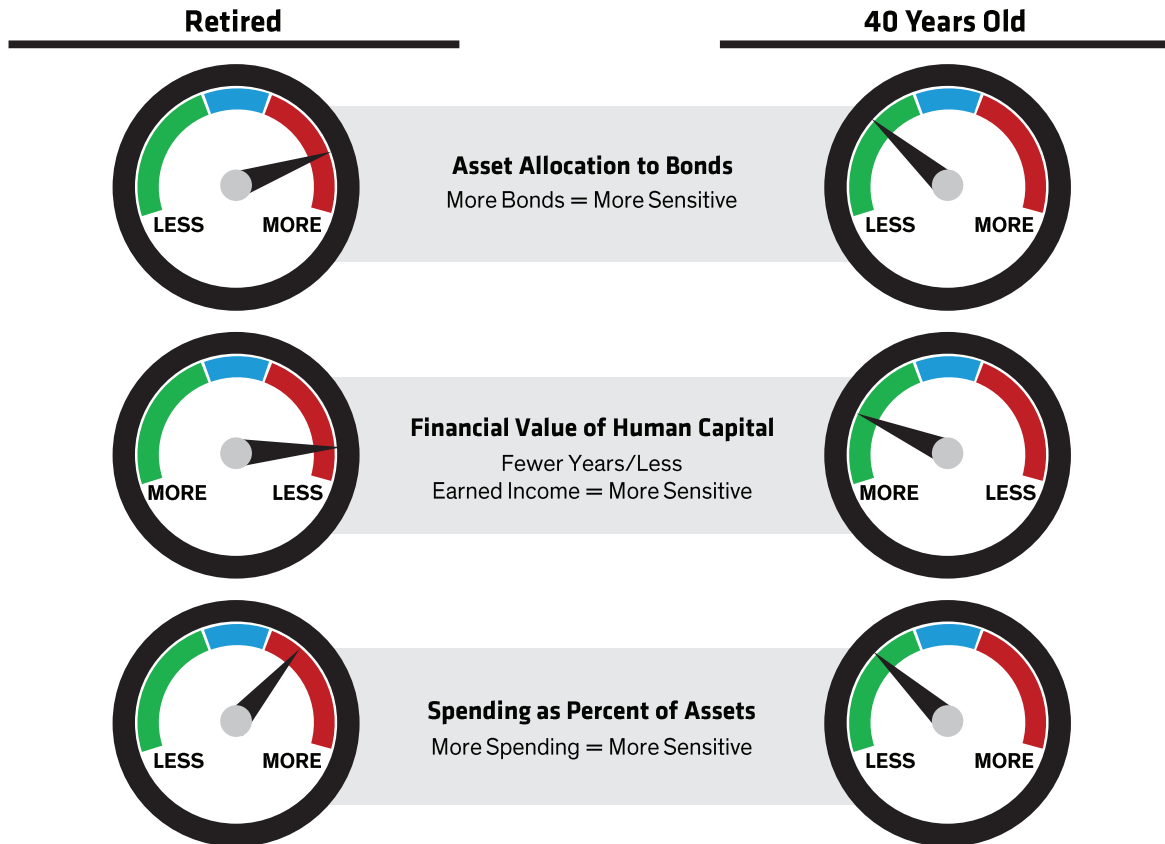 Retired
40 Years Old
LESS MORE
Asset Allocation to Bonds
More Bonds = More Sensitive
LESS MORE
MORE LESS
Financial Value of Human Capital
Fewer Years/Less
Earned Income = More Sensitive
MORE LESS
LESS MORE
Spending as Percent of Assets
More Spending = More Sensitive
LESS MORE